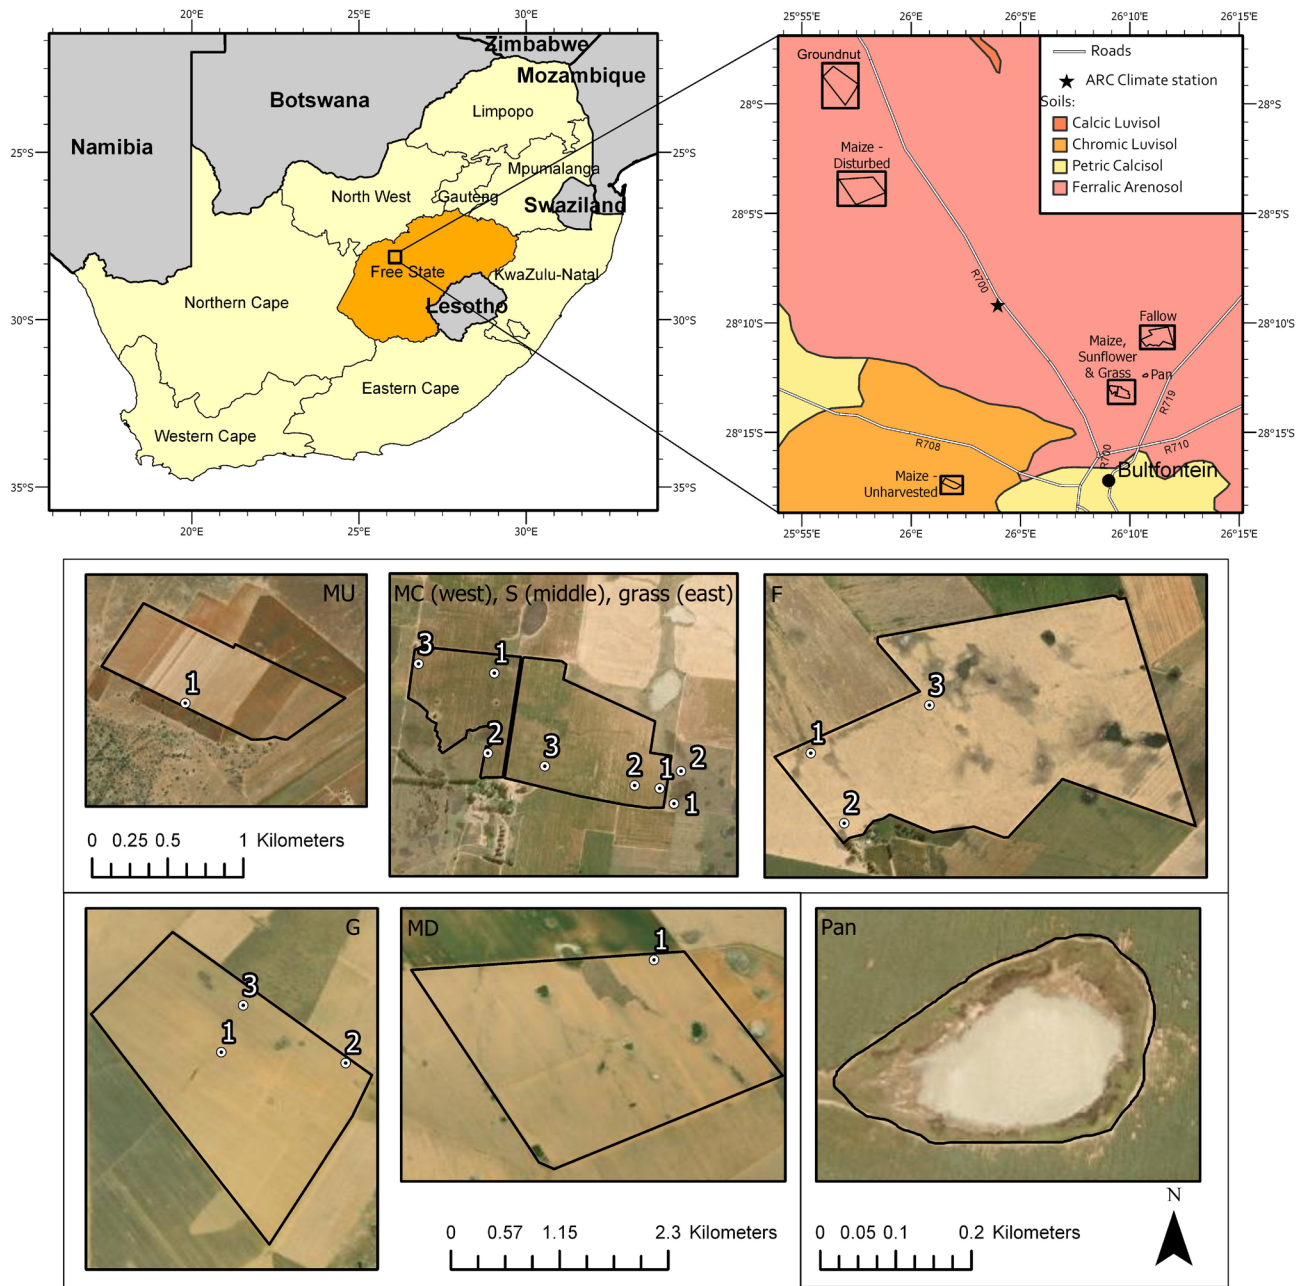 20°E
25°E
30°E
25°S
30°S
35°S
25°S
30°S
35°S
20°E
25°E
30°E
Zimbabwe
Mozambique
Botswana
Limpopo
Namibia
Mpumalanga
North West
Gauteng
Swaziland
Free State
KwaZulu-Natal
Northern Cape
Lesotho
Eastern Cape
Western Cape
25°55'E
26°E
26°5'E
26°10'E
26°15'E
28°S
28°5'S
28°10'S
28°15'S
28°S
28°5'S
28°10'S
28°15'S
25°55'E
26°E
26°5'E
26°10'E
26°15'E
Roads
ARC Climate station
Soils:
Calcic Luvisol
Chromic Luvisol
Petric Calcisol
Ferralic Arenosol
Groundnut
Maize -
Disturbed
R700
Fallow
Maize,
Sunflower
& Grass
Pan
R719
R708
R700
R710
Bultfontein
Maize -
Unharvested
MU
1
MC (west), S (middle), grass (east)
3
1
2
3
2
1
2
1
F
3
1
2
0 0.25 0.5 1 Kilometers
G
3
1
2
MD
1
Pan
0 0.57 1.15 2.3 Kilometers
0 0.05 0.1 0.2 Kilometers
N